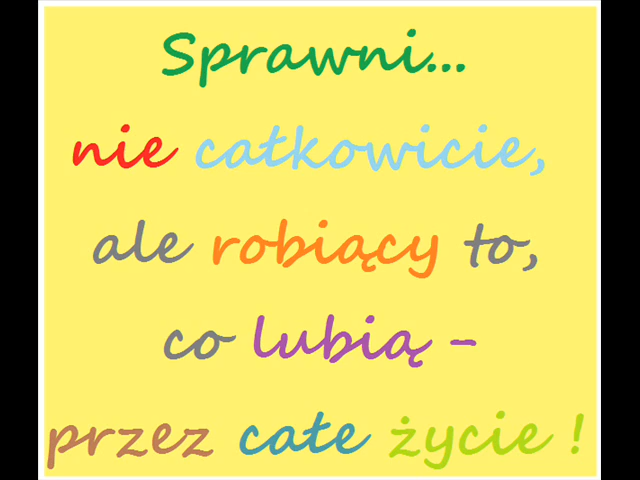 Sprawni...
nie całkowicie,
ale robiący to,
co lubią -
przez całe życie !